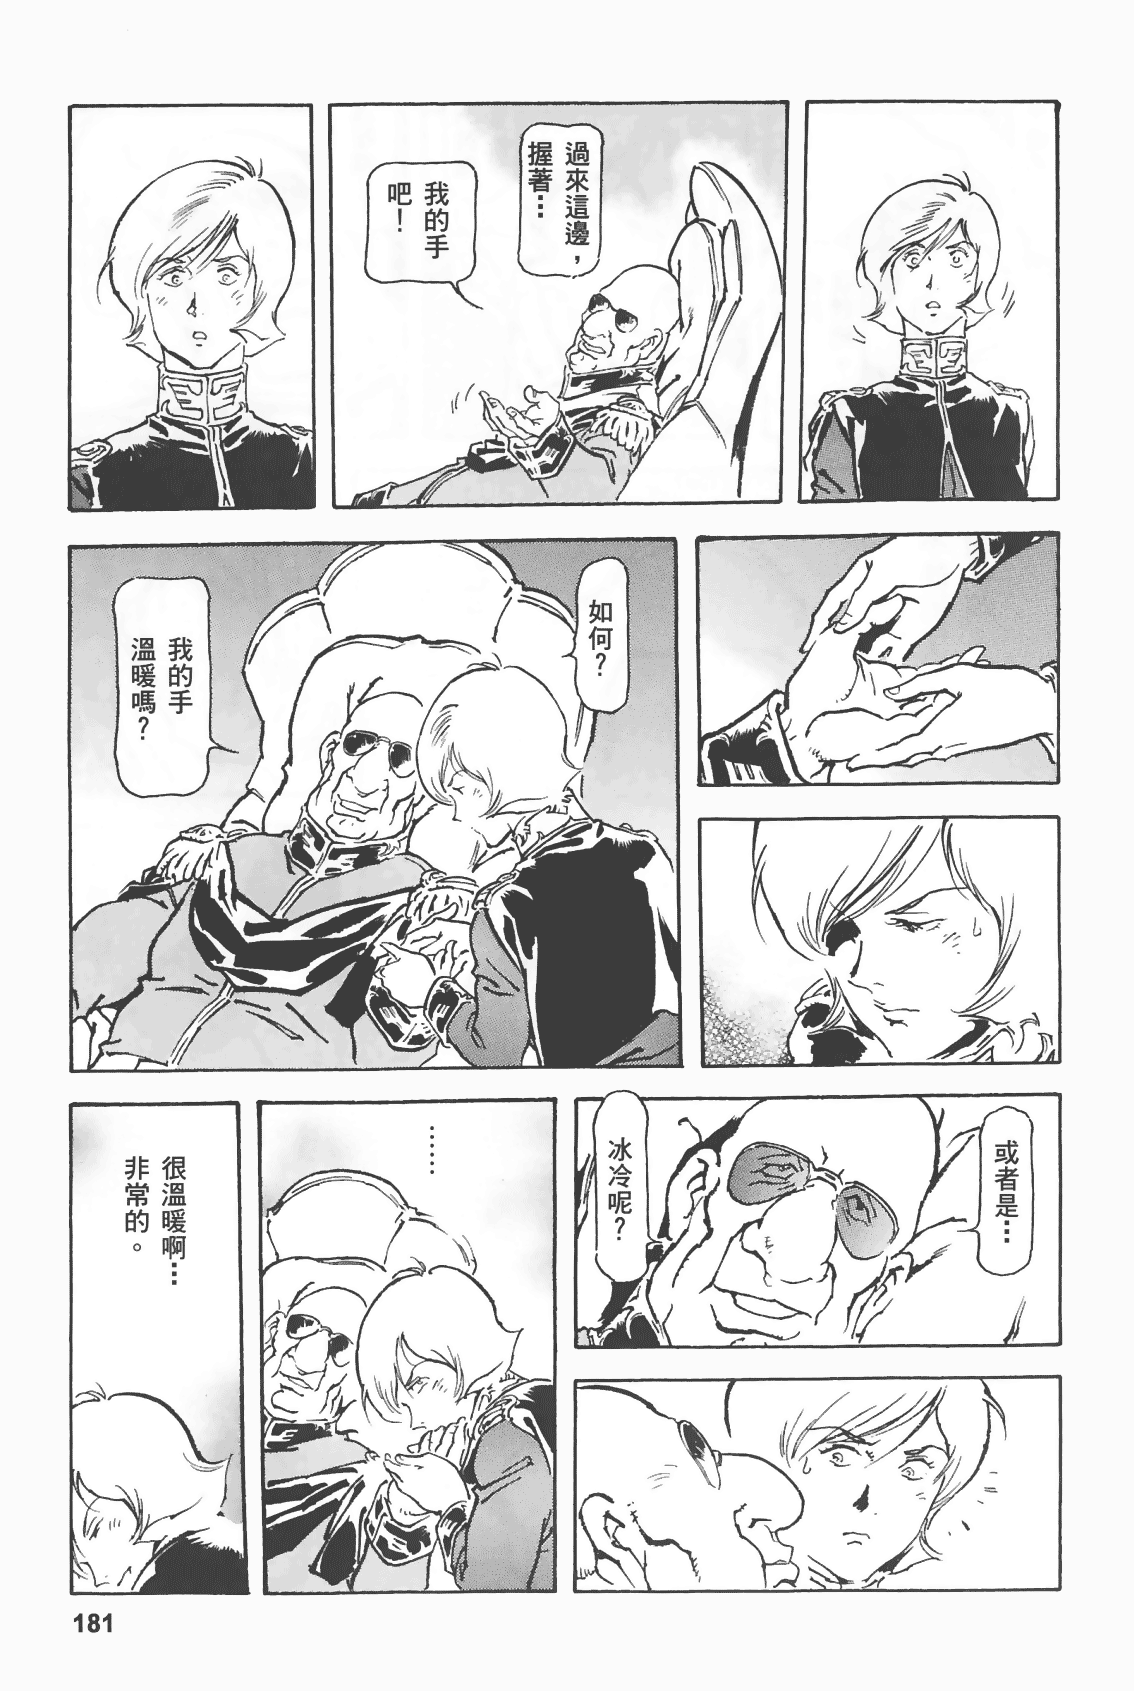 過來這邊，
握著⋯
我的手
吧！
如何？
我的手
溫暖嗎？
或者是⋯
冰冷呢？
⋯⋯
很溫暖啊⋯
非常的。
181